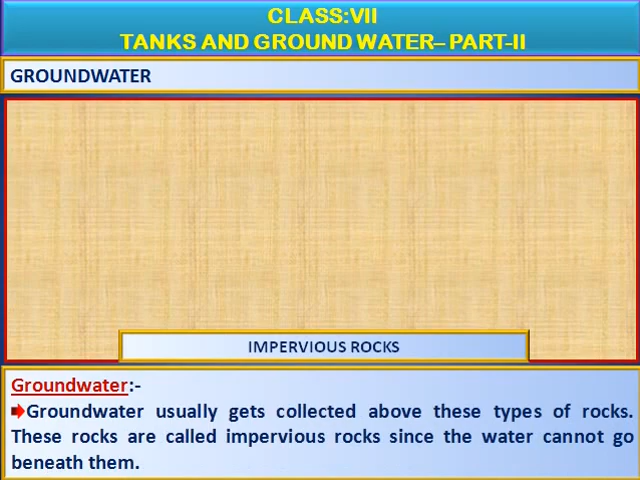 CLASS:VII
TANKS AND GROUND WATER– PART-II
GROUNDWATER
IMPERVIOUS ROCKS
Groundwater:-
Groundwater usually gets collected above these types of rocks.
These rocks are called impervious rocks since the water cannot go
beneath them.